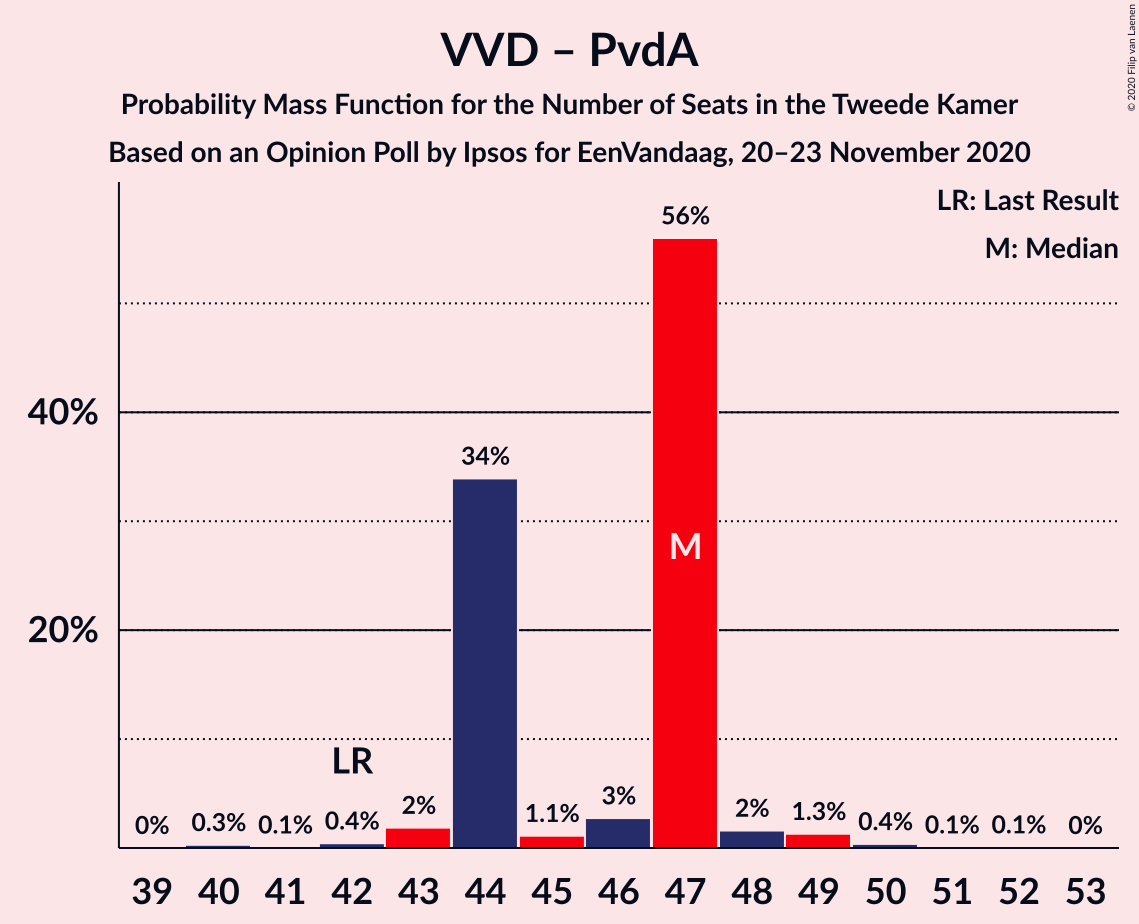 VVD – PvdA
Probability Mass Function for the Number of Seats in the Tweede Kamer
Based on an Opinion Poll by Ipsos for EenVandaag, 20–23 November 2020
© 2020 Filip van Laenen
LR: Last Result
M: Median
56%
40%
34%
M
20%
LR
0% 0.3% 0.1% 0.4% 2% 1.1% 3% 2% 1.3% 0.4% 0.1% 0.1% 0%
39 40 41 42 43 44 45 46 47 48 49 50 51 52 53